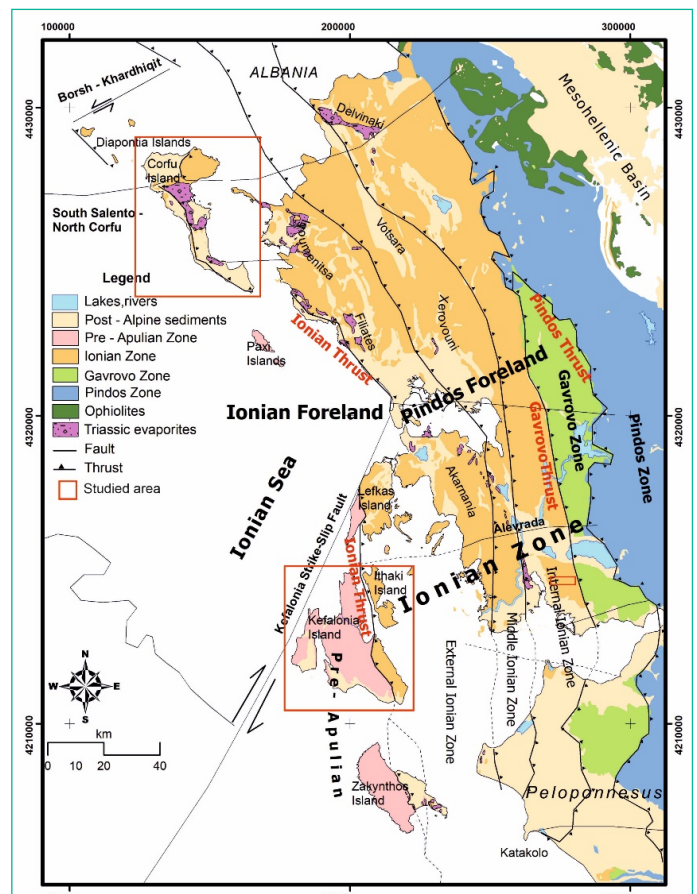 100000
200000
300000
4430000
4430000
ALBANIA
Borsh - Khardhiqit
Delvinaki
Mesohellenic Basin
Diapontia Islands
Corfu
Island
South Salento -
North Corfu
Votsara
Legend
Lakes,rivers
Post - Alpine sediments
Pre - Apulian Zone
Ionian Zone
Gavrovo Zone
Pindos Zone
Ophiolites
Triassic evaporites
Fault
Thrust
Studied area
Xerovouni
Filiates
Paxi
Islands
Ionian Thrust
Pindos Thrust
Pindos Foreland
Gavrovo Zone
Ionian Foreland
Gavrovo Thrust
Pindos Zone
4320000
4320000
Ionian Sea
Akarnania
Lefkas
Island
Alevrada
Kefalonia Strike-Slip Fault
Ionian Thrust
Ionian Zone
Ithaki
Island
Internal Ionian Zone
Kefalonia
Island
Pre - Apulian
External Ionian Zone
Middle Ionian Zone
N
W
E
S
km
20
10
0
20
40
4210000
4210000
Zakynthos
Island
Peloponnesus
Katakolo